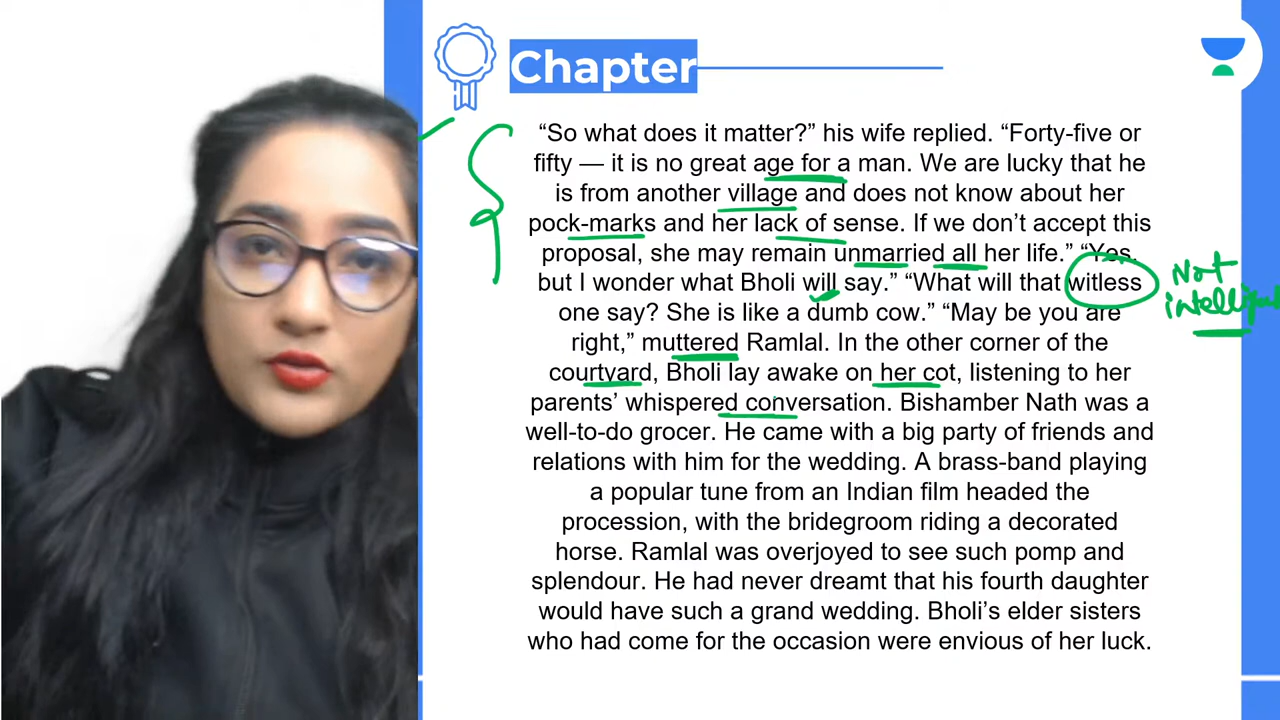 Chapter
“So what does it matter?” his wife replied. “Forty-five or
fifty — it is no great age for a man. We are lucky that he
is from another village and does not know about her
pock-marks and her lack of sense. If we don’t accept this
proposal, she may remain unmarried all her life.” “Yes,
but I wonder what Bholi will say.” “What will that witless
one say? She is like a dumb cow.” “May be you are
right,” muttered Ramlal. In the other corner of the
courtyard, Bholi lay awake on her cot, listening to her
parents’ whispered conversation. Bishamber Nath was a
well-to-do grocer. He came with a big party of friends and
relations with him for the wedding. A brass-band playing
a popular tune from an Indian film headed the
procession, with the bridegroom riding a decorated
horse. Ramlal was overjoyed to see such pomp and
splendour. He had never dreamt that his fourth daughter
would have such a grand wedding. Bholi’s elder sisters
who had come for the occasion were envious of her luck.
Not